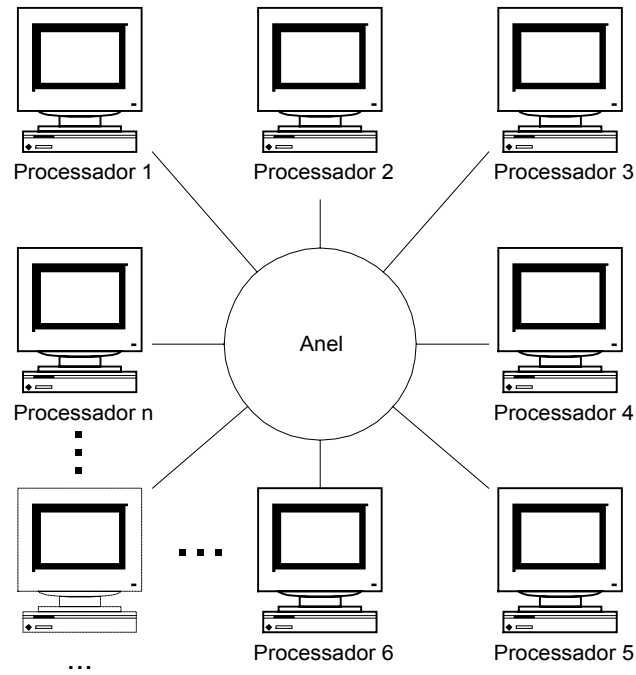 Processador 1
Processador 2
Processador 3
Anel
Processador n
Processador 4
...
Processador 6
Processador 5